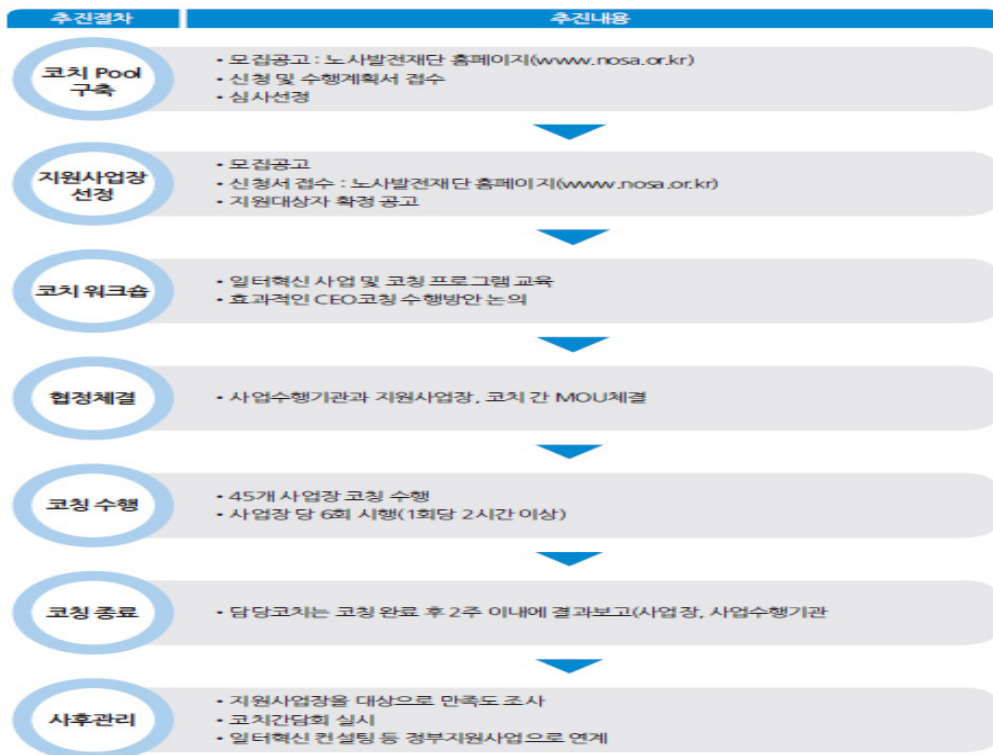 추진절차 추진내용
코치 Pool
구축
• 모집공고 : 노사발전재단 홈페이지(www.nosa.or.kr)
• 신청 및 수행계획서 접수
• 심사선정
지원사업장
선정
• 모집공고
• 신청서 접수 : 노사발전재단 홈페이지(www.nosa.or.kr)
• 지원대상자 확정 공고
코치 워크숍
• 일터혁신 사업 및 코칭 프로그램 교육
• 효과적인 CEO코칭 수행방안 논의
협정체결
• 사업수행기관과 지원사업장, 코치 간 MOU체결
코칭 수행
• 45개 사업장 코칭 수행
• 사업장 당 6회 시행(1회당 2시간 이상)
코칭 종료
• 담당코치는 코칭 완료 후 2주 이내에 결과보고(사업장, 사업수행기관
사후관리
• 지원사업장을 대상으로 만족도 조사
• 코치간담회 실시
• 일터혁신 컨설팅 등 정부지원사업으로 연계